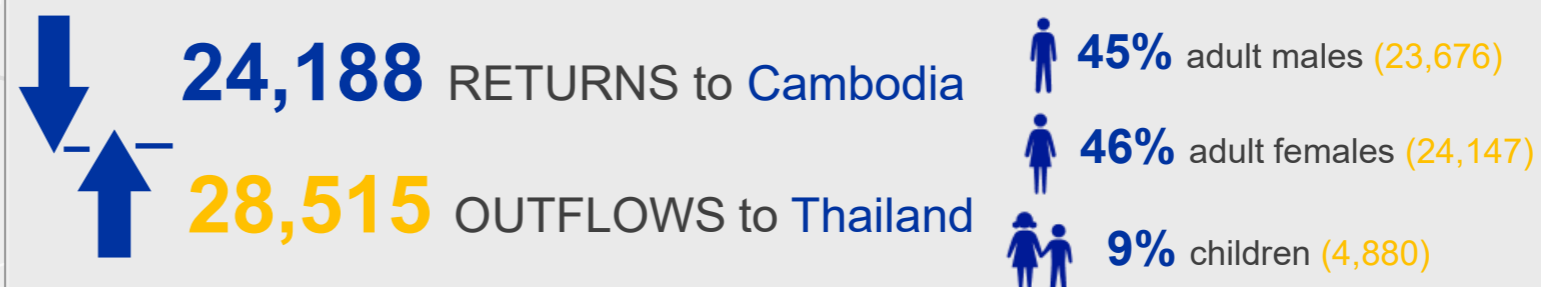 24,188 RETURNS to Cambodia
28,515 OUTFLOWS to Thailand
45% adult males (23,676)
46% adult females (24,147)
9% children (4,880)